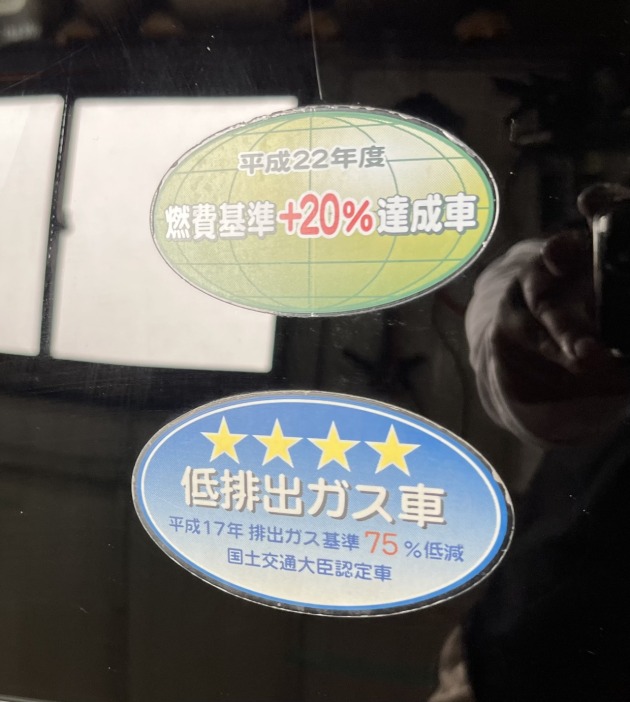 平成22年度
燃費基準+20%達成車
低排出ガス車
平成17年 排出ガス基準 75 %低減
国土交通大臣認定車